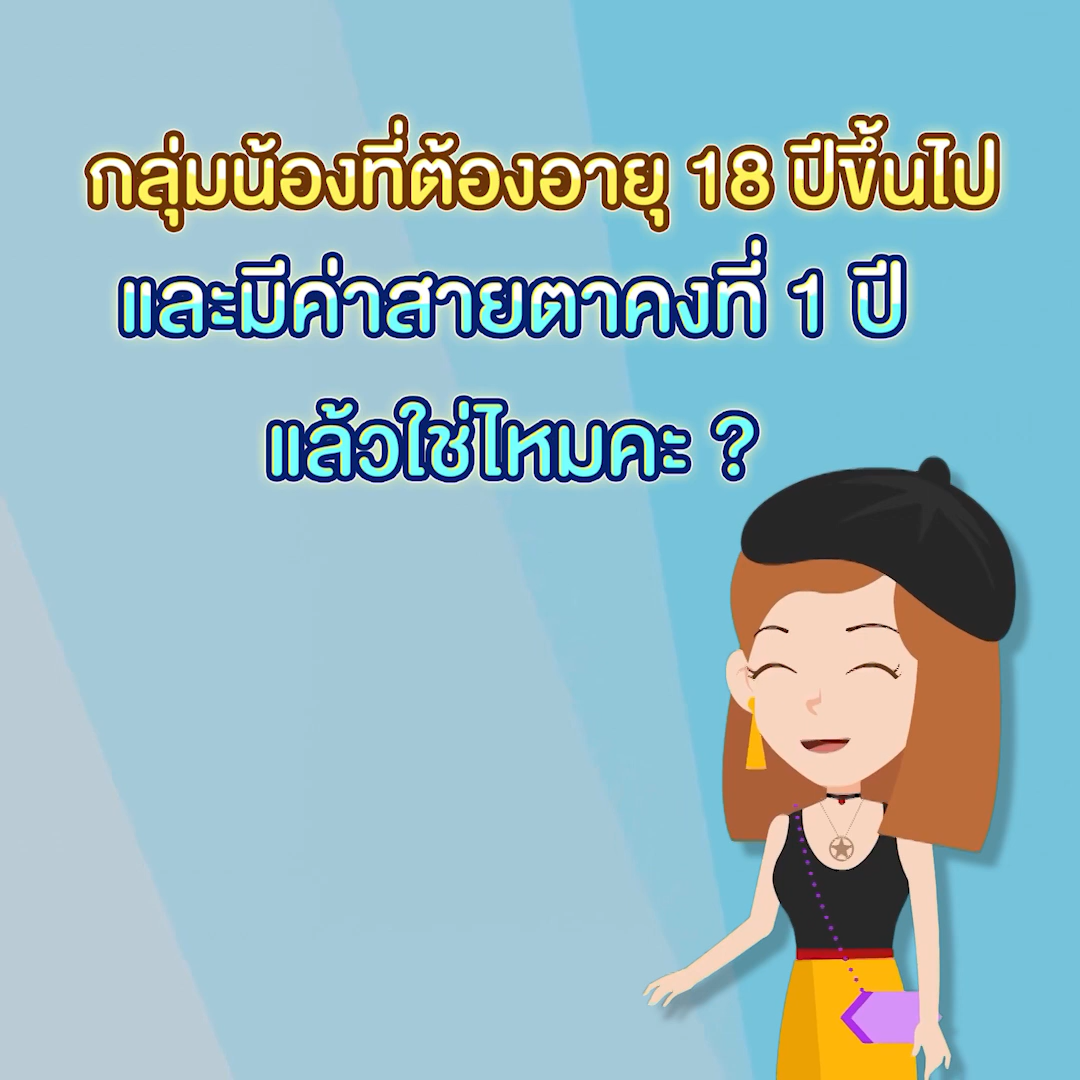 กลุ่มน้องที่ต้องอายุ 18 ปีขึ้นไป
และมีค่าสายตาคงที่ 1 ปี
แล้วใช่ไหมคะ ?